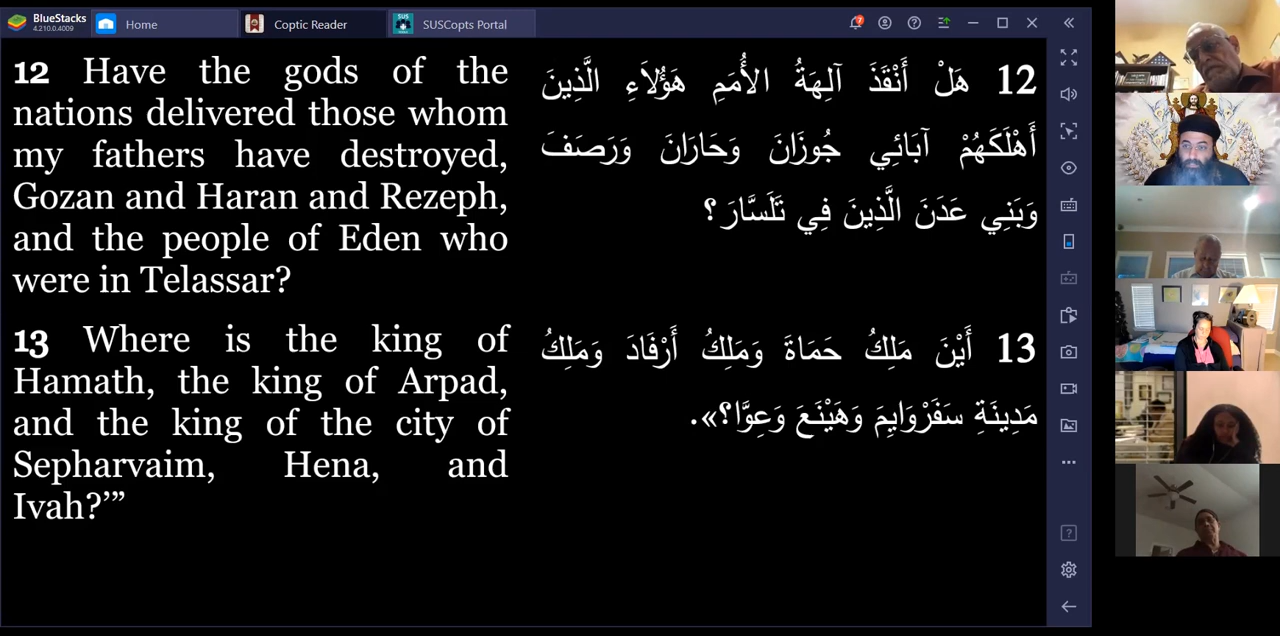 BlueStacks
4.210.0.4009
Home
Coptic Reader
SUSCopts Portal
12 Have the gods of the
nations delivered those whom
my fathers have destroyed,
Gozan and Haran and Rezeph,
and the people of Eden who
were in Telassar?
12 هَلْ أَنْقَذَ آلِهَةُ الأُمَمِ هَؤُلاَءِ الَّذِينَ
أَهْلَكَهُمْ آبَائِي جُوزَانَ وَحَارَانَ وَرَصَفَ
وَبَنِي عَدَنَ الَّذِينَ فِي تَلَسَّارَ؟
13 Where is the king of
Hamath, the king of Arpad,
and the king of the city of
Sepharvaim, Hena, and
Ivah?’”
13 أَيْنَ مَلِكُ حَمَاةَ وَمَلِكُ أَرْفَادَ وَمَلِكُ
مَدِينَةِ سَفَرْوَايِمَ وَهَيْنَعَ وَعِوَّا؟».